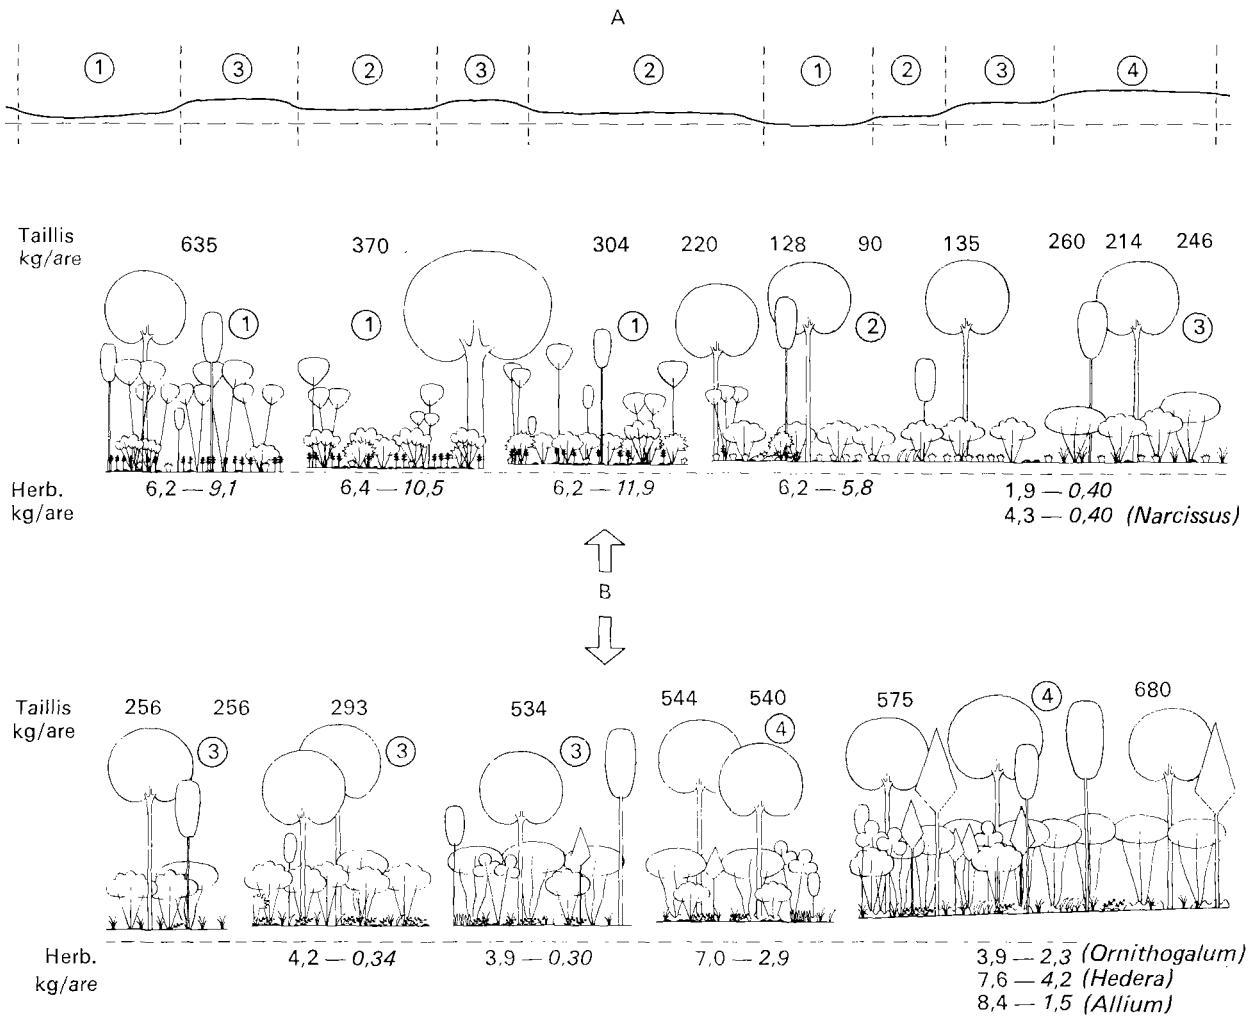 A
1 3 2 3 2 1 2 3 4
Taillis
kg/are
635 370 304 220 128 90 135 260 214 246
1 1 1 2 3
Herb.
kg/are
6,2 — 9,1 6,4 — 10,5 6,2 — 11,9 6,2 — 5,8 1,9 — 0,40
4,3 — 0,40 (Narcissus)
B
Taillis
kg/are
256 256 293 534 544 540 575 680
3 3 3 4 4
Herb.
kg/are
4,2 — 0,34 3,9 — 0,30 7,0 — 2,9 3,9 — 2,3 (Ornithogalum)
7,6 — 4,2 (Hedera)
8,4 — 1,5 (Allium)